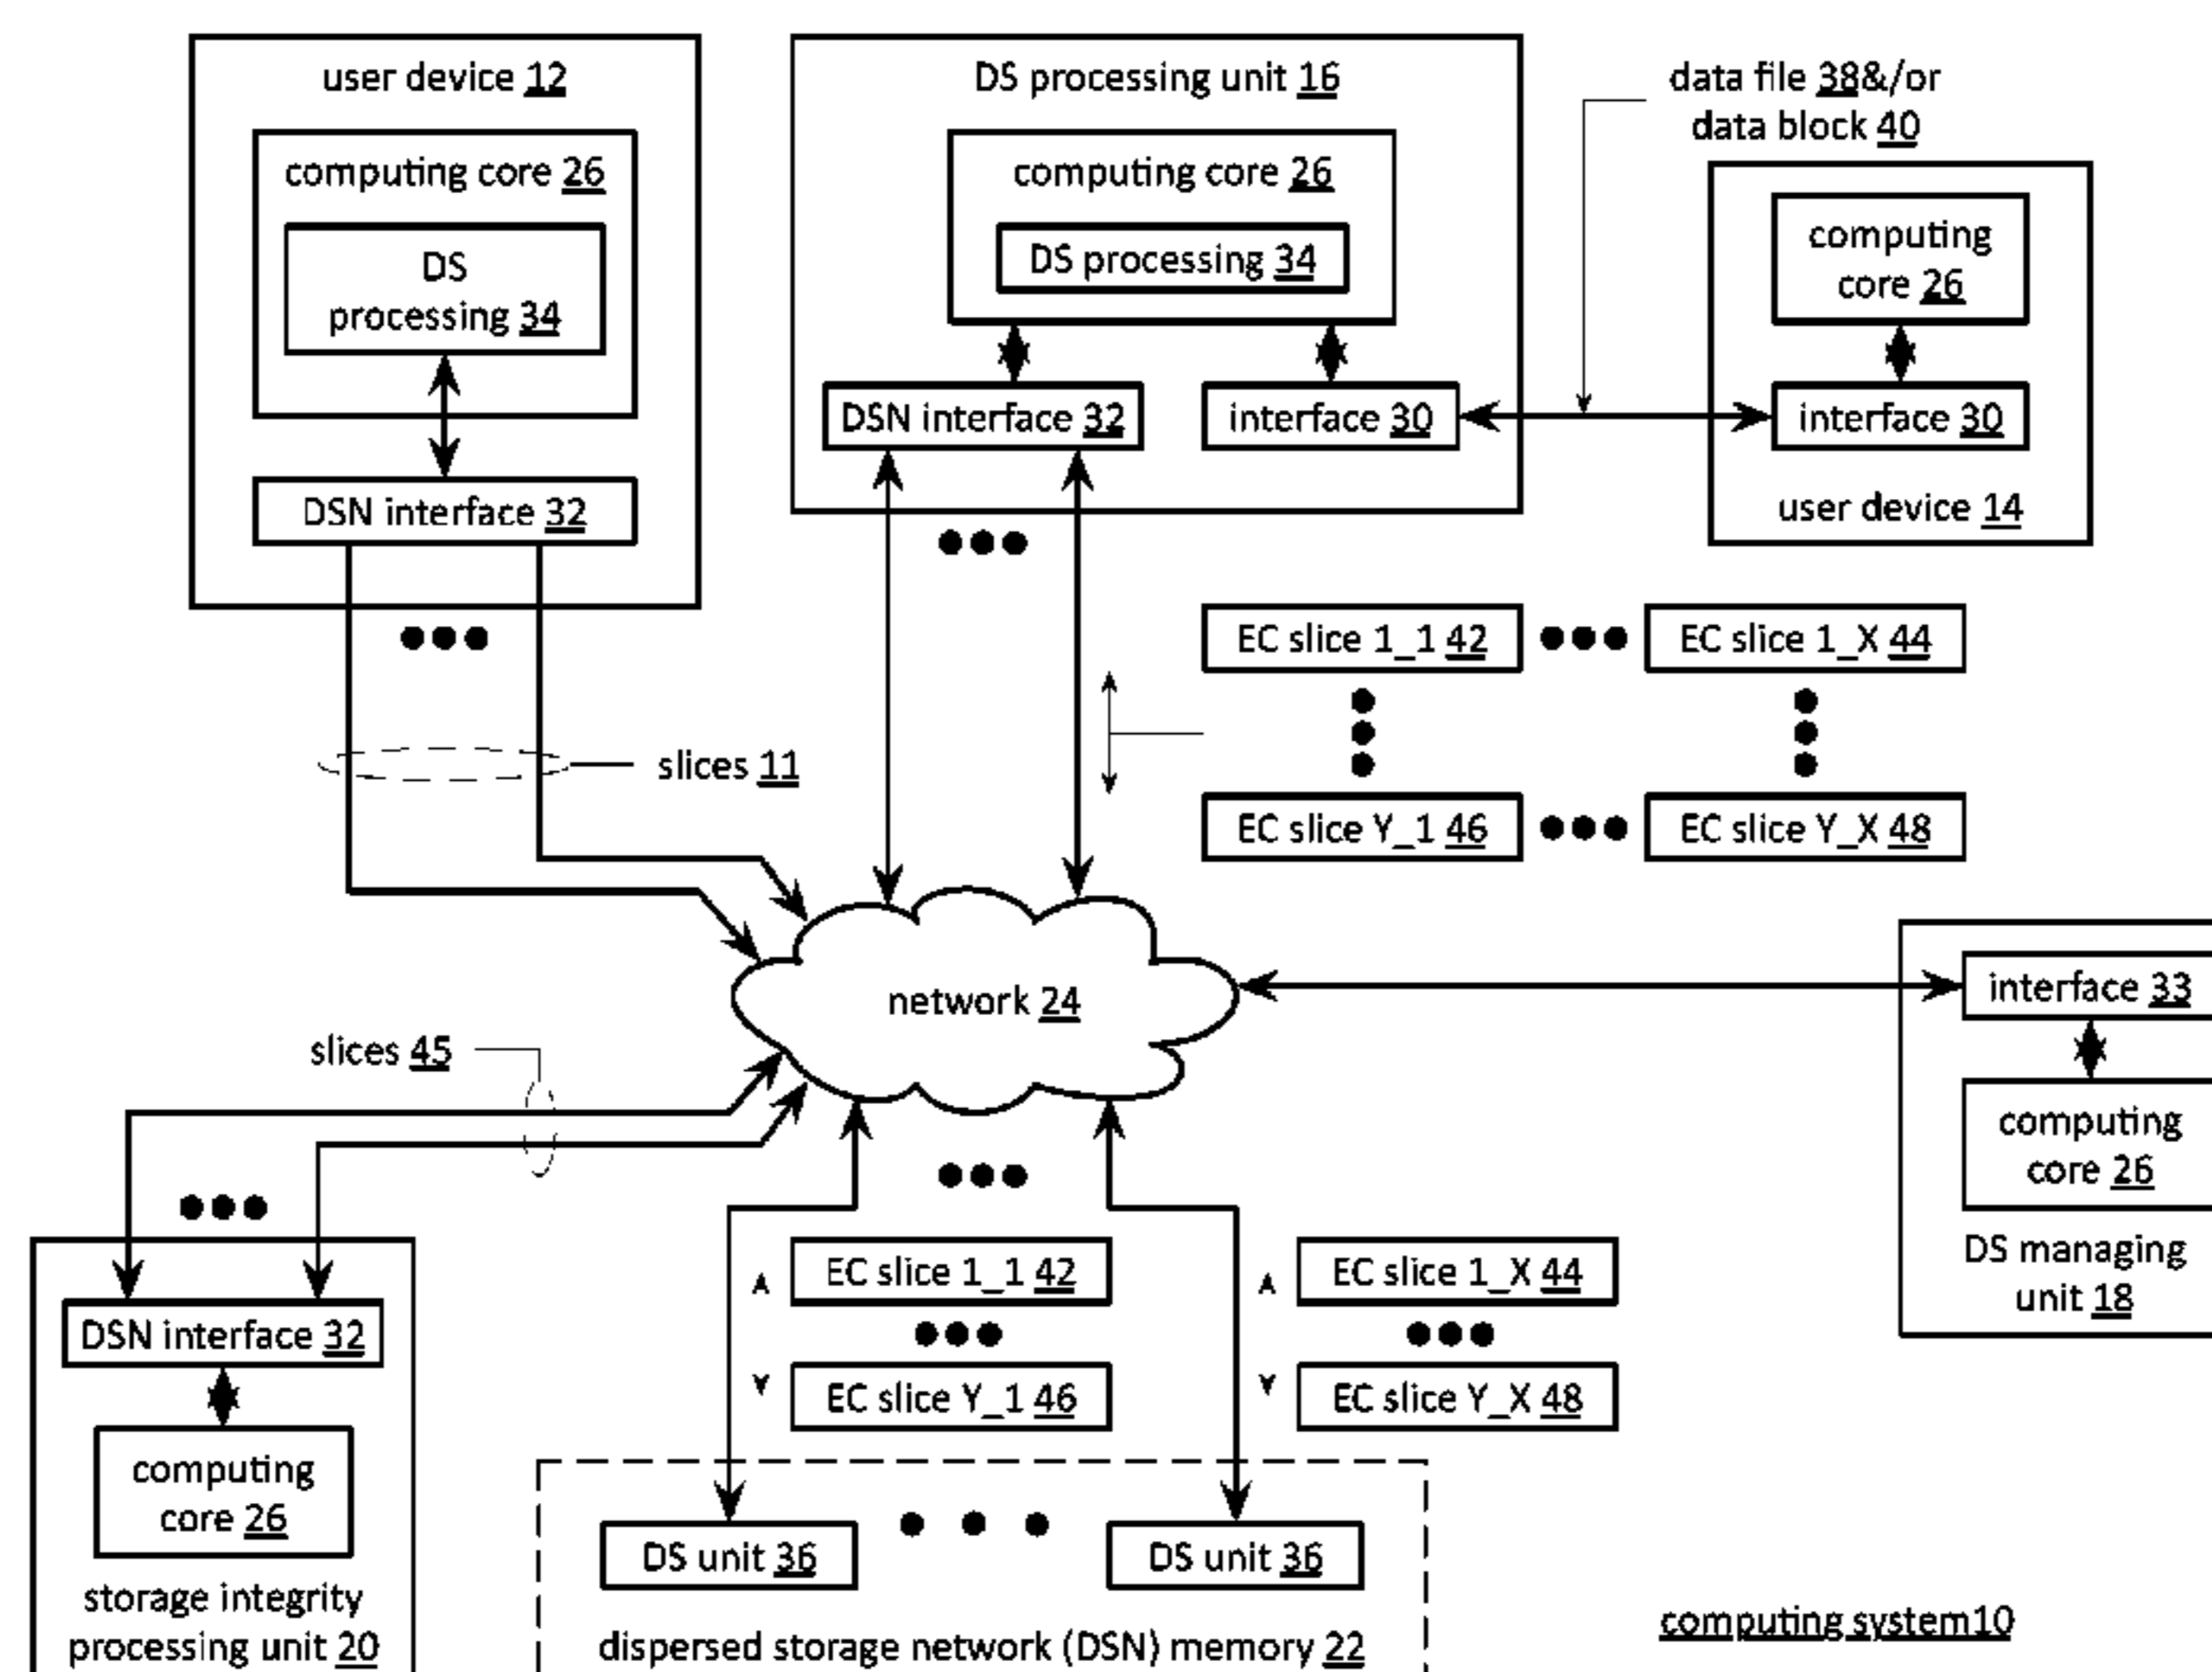 user device 12
computing core 26
DS
processing 34
DSN interface 32
DS processing unit 16
computing core 26
DS processing 34
DSN interface 32
interface 30
data file 38&/or
data block 40
computing
core 26
interface 30
user device 14
slices 11
EC slice 1_1 42
EC slice 1_X 44
EC slice Y_1 46
EC slice Y_X 48
network 24
interface 33
computing
core 26
DS managing
unit 18
slices 45
DSN interface 32
computing
core 26
storage integrity
processing unit 20
EC slice 1_1 42
EC slice 1_X 44
EC slice Y_1 46
EC slice Y_X 48
DS unit 36
DS unit 36
dispersed storage network (DSN) memory 22
computing system10